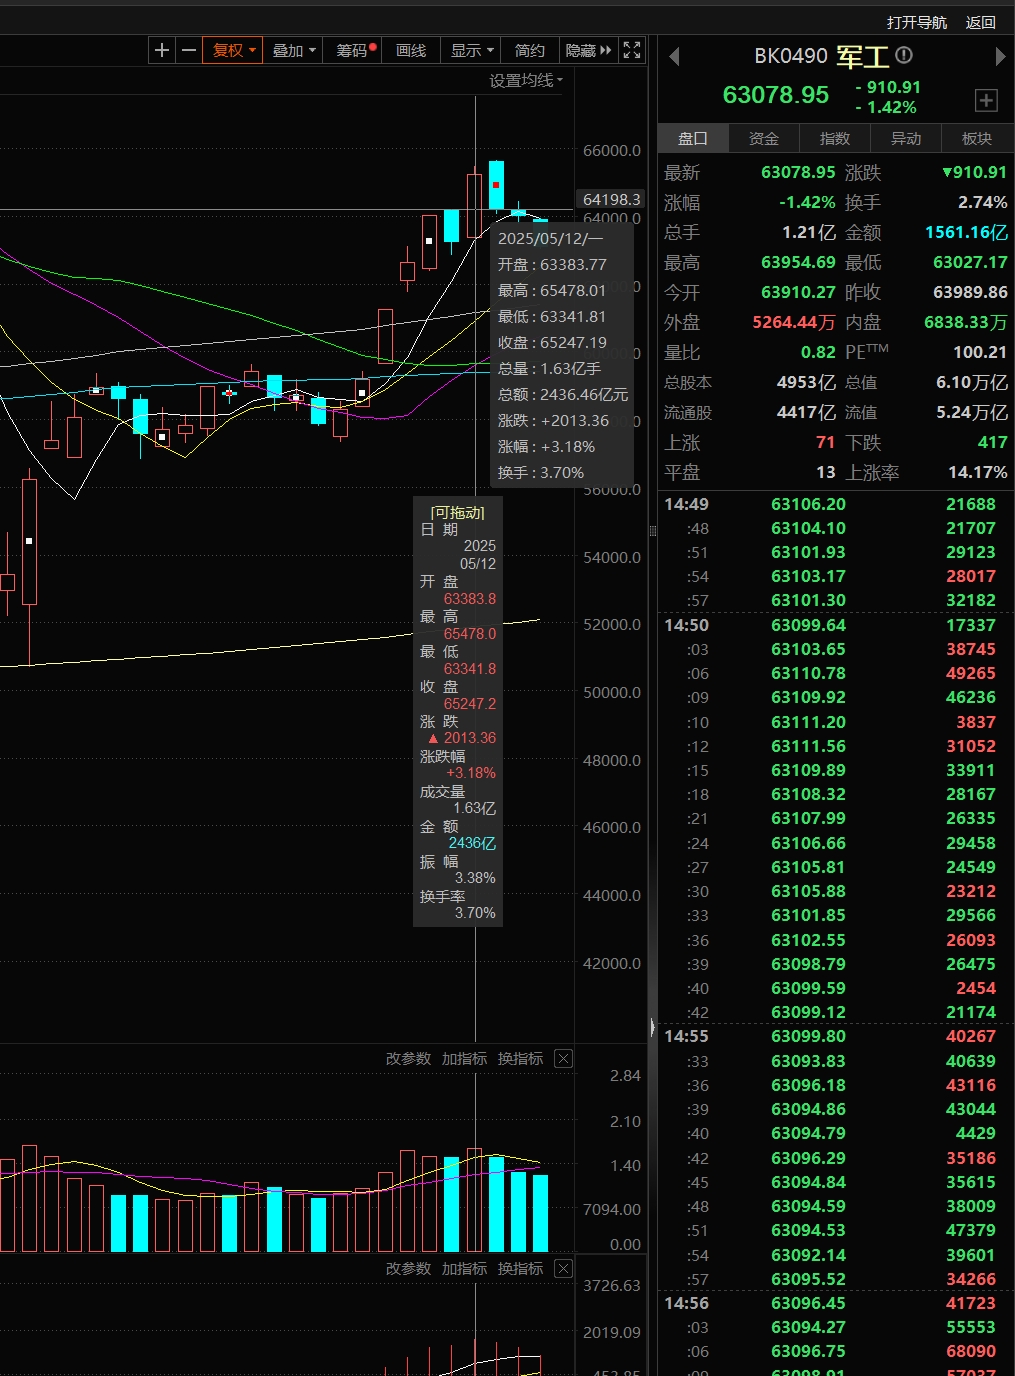 打开导航 返回
复权 叠加 筹码 画线 显示 简约 隐藏
设置均线
66000.0
64198.3
64000.0
2025/05/12/一
开盘 : 63383.77
最高 : 65478.01
最低 : 63341.81
收盘 : 65247.19
总量 : 1.63亿手
总额 : 2436.46亿元
涨跌 : +2013.36
涨幅 : +3.18%
换手 : 3.70%
56000.0
54000.0
52000.0
50000.0
48000.0
46000.0
44000.0
42000.0
[可拖动]
日 期
2025
05/12
开 盘
63383.8
最 高
65478.0
最 低
63341.8
收 盘
65247.2
涨 跌
▲ 2013.36
涨跌幅
+3.18%
成交量
1.63亿
金 额
2436亿
振 幅
3.38%
换手率
3.70%
改参数 加指标 换指标
2.84
2.10
1.40
7094.00
0.00
改参数 加指标 换指标
3726.63
2019.09
453.85
BK0490 军工
63078.95
- 910.91
- 1.42%
盘口 资金 指数 异动 板块
最新 63078.95 涨跌 ▼910.91
涨幅 -1.42% 换手 2.74%
总手 1.21亿 金额 1561.16亿
最高 63954.69 最低 63027.17
今开 63910.27 昨收 63989.86
外盘 5264.44万 内盘 6838.33万
量比 0.82 PE™ 100.21
总股本 4953亿 总值 6.10万亿
流通股 4417亿 流值 5.24万亿
上涨 71 下跌 417
平盘 13 上涨率 14.17%
14:49 63106.20 21688
:48 63104.10 21707
:51 63101.93 29123
:54 63103.17 28017
:57 63101.30 32182
14:50 63099.64 17337
:03 63103.65 38745
:06 63110.78 49265
:09 63109.92 46236
:10 63111.20 3837
:12 63111.56 31052
:15 63109.89 33911
:18 63108.32 28167
:21 63107.99 26335
:24 63106.66 29458
:27 63105.81 24549
:30 63105.88 23212
:33 63101.85 29566
:36 63102.55 26093
:39 63098.79 26475
:40 63099.59 2454
:42 63099.12 21174
14:55 63099.80 40267
:33 63093.83 40639
:36 63096.18 43116
:39 63094.86 43044
:40 63094.79 4429
:42 63096.29 35186
:45 63094.84 35615
:48 63094.59 38009
:51 63094.53 47379
:54 63092.14 39601
:57 63095.52 34266
14:56 63096.45 41723
:03 63094.27 55553
:06 63096.75 68090
:09 63098.91 57037